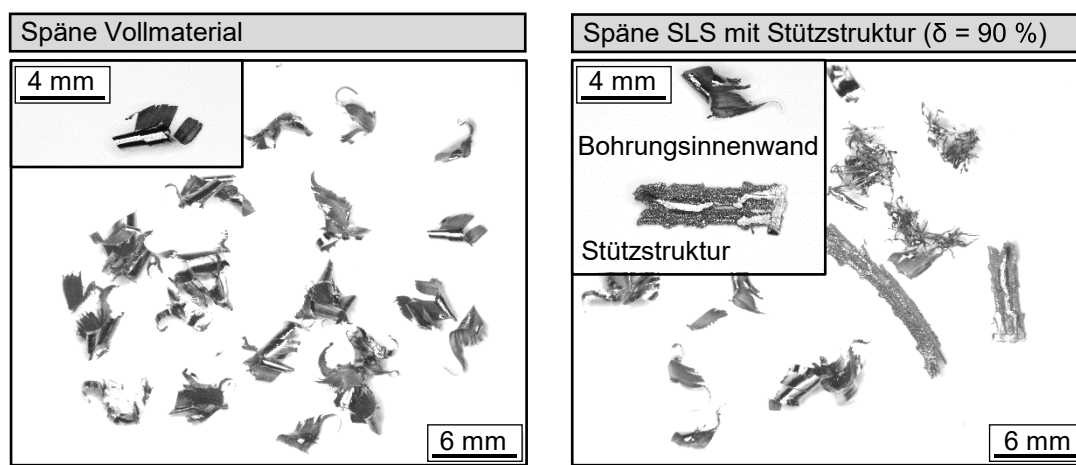 Späne Vollmaterial
4 mm
6 mm
Späne SLS mit Stützstruktur (δ = 90 %)
4 mm
Bohrungsinnenwand
Stützstruktur
6 mm